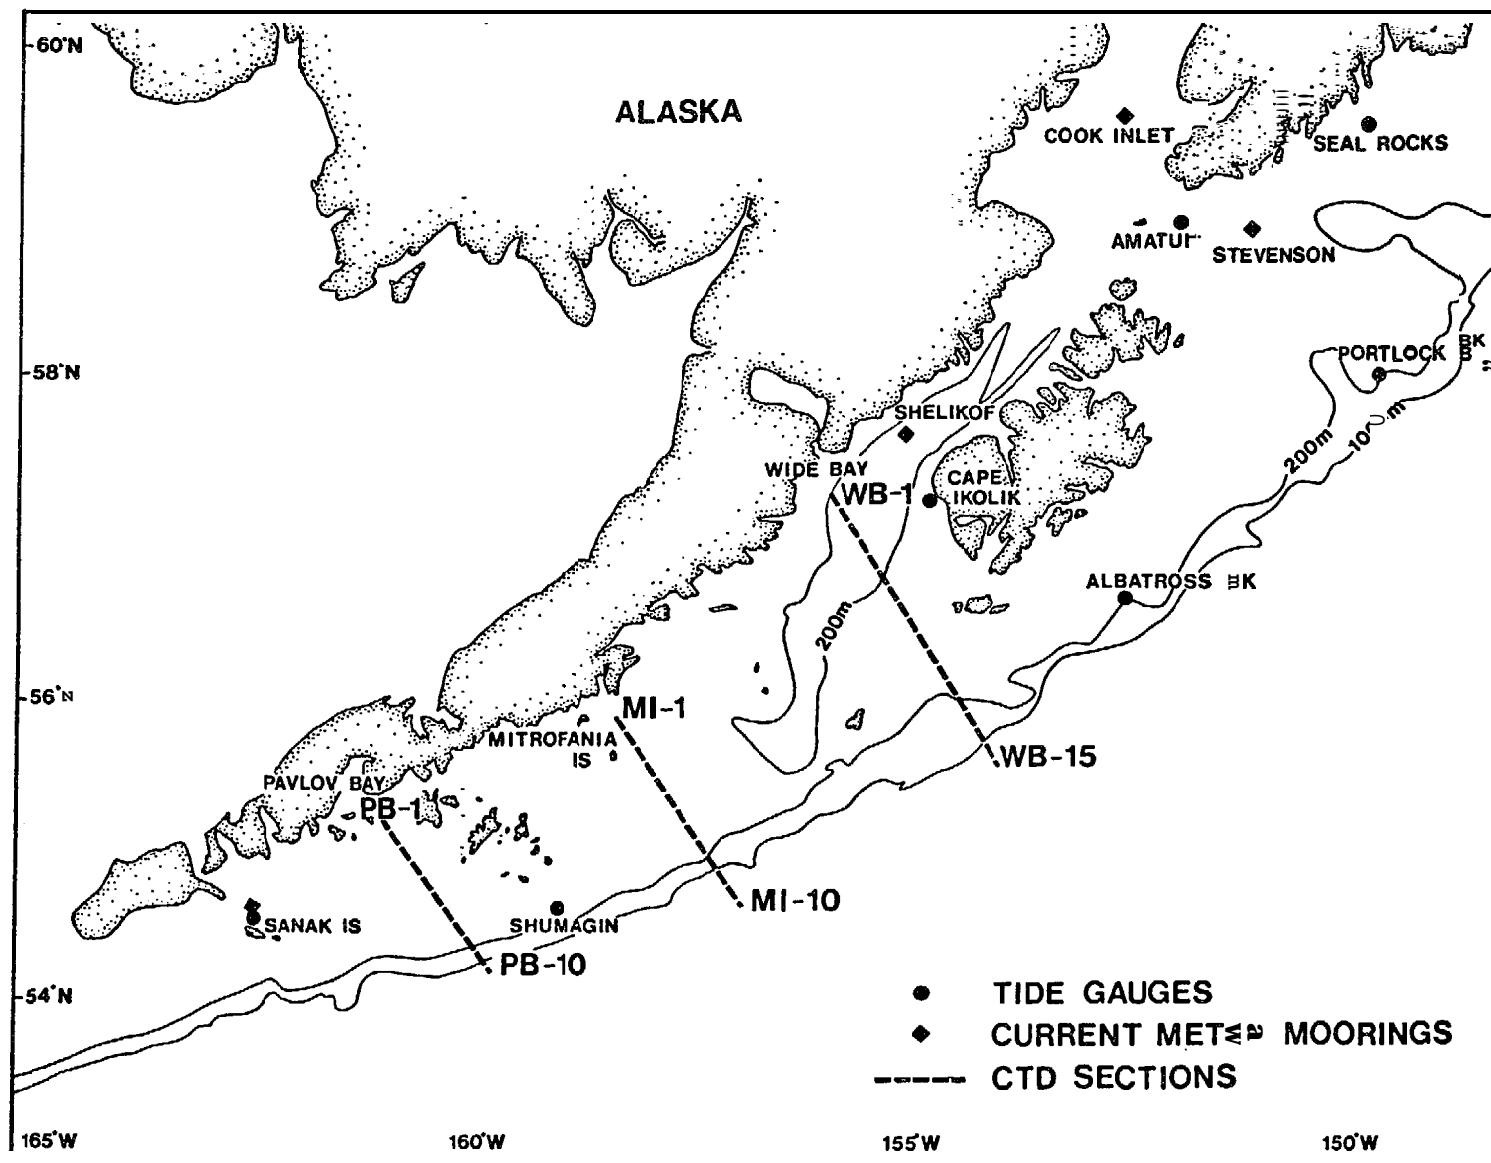 60°N
ALASKA
COOK INLET
SEAL ROCKS
STEVENSON
PORTLOCK BK
58°N
SHELIKOF
200m
WIDE BAY
WB-1
CAPE
IKOLIK
ALBATROSS
200m
56°N
MI-1
MITROFANIA
IS
WB-15
PAVLOV BAY
PB-1
MI-10
SANAK IS
SHUMAGIN
PB-10
54°N
TIDE GAUGES
CURRENT MOORINGS
CTD SECTIONS
165°W
160°W
155°W
150°W